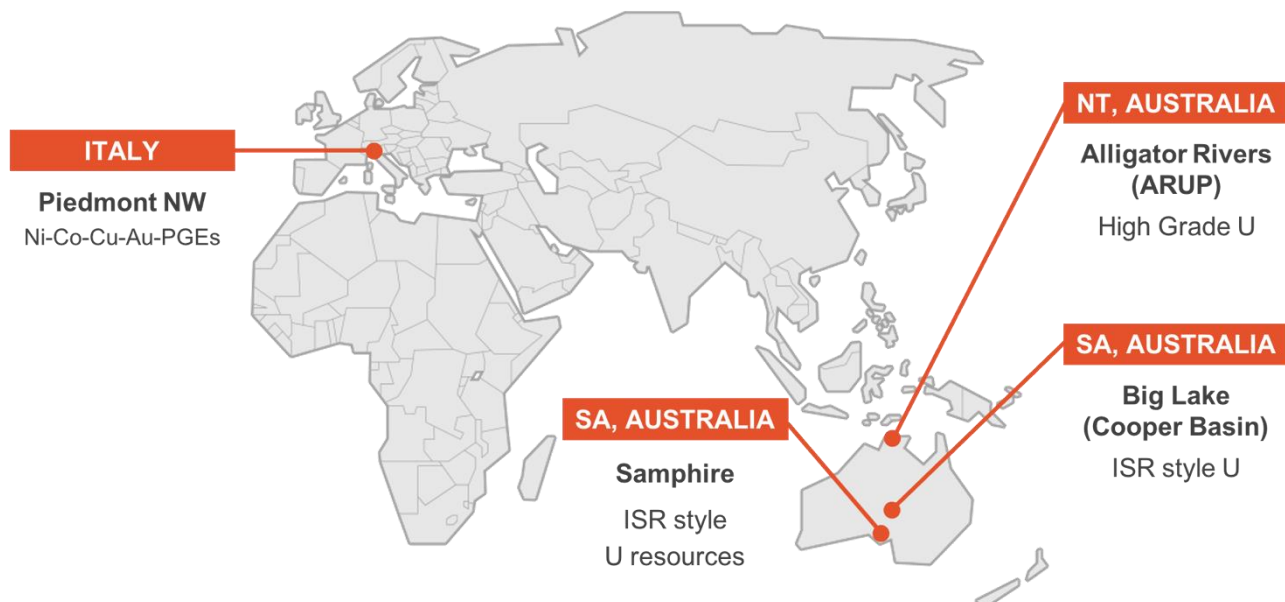 ITALY
Piedmont NW
Ni-Co-Cu-Au-PGEs
NT, AUSTRALIA
Alligator Rivers
(ARUP)
High Grade U
SA, AUSTRALIA
Big Lake
(Cooper Basin)
ISR style U
SA, AUSTRALIA
Samphire
ISR style
U resources